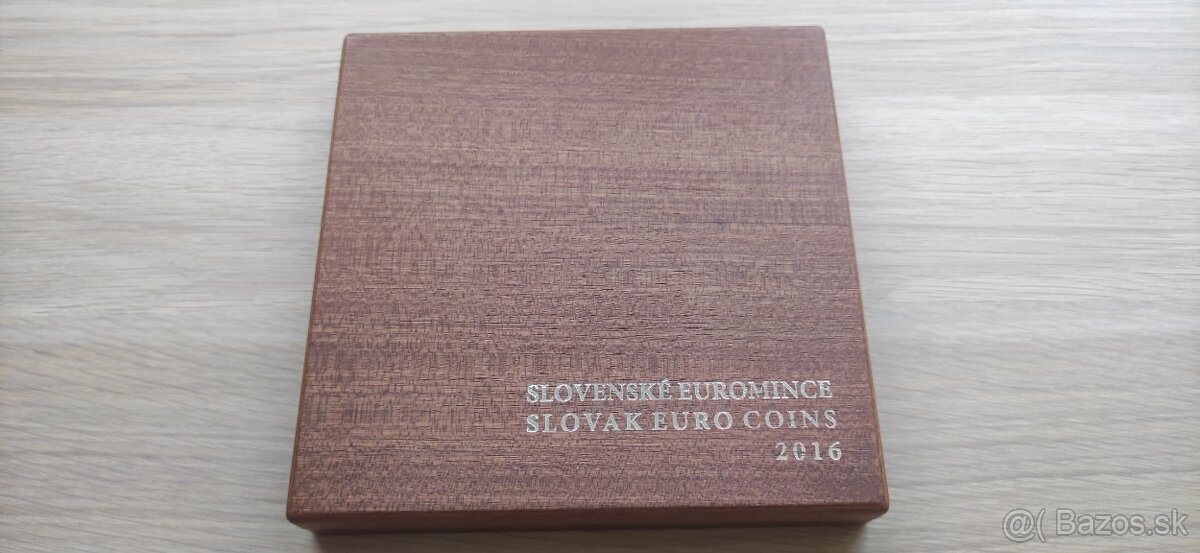 SLOVENSKÉ EUROMINCE
SLOVAK EURO COINS
2016
@( Bazos.sk